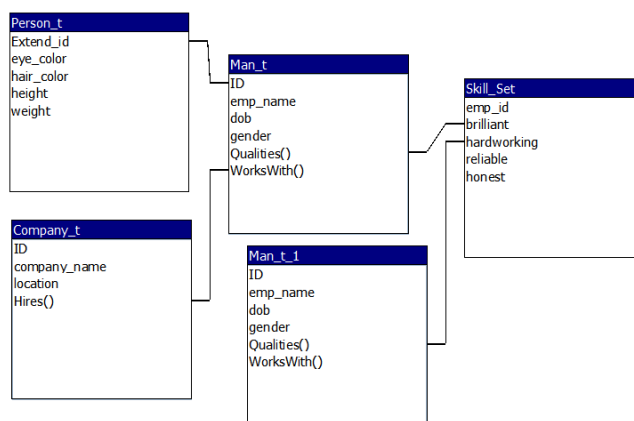 Person_t
Extend_id
eye_color
hair_color
height
weight
Man_t
ID
emp_name
dob
gender
Qualities()
WorksWith()
Skill_Set
emp_id
brilliant
hardworking
reliable
honest
Company_t
ID
company_name
location
Hires()
Man_t_1
ID
emp_name
dob
gender
Qualities()
WorksWith()